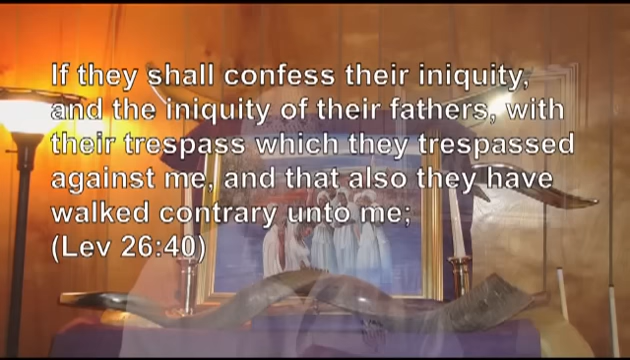 If they shall confess their iniquity,
and the iniquity of their fathers, with
their trespass which they trespassed
against me, and that also they have
walked contrary unto me;
(Lev 26:40)